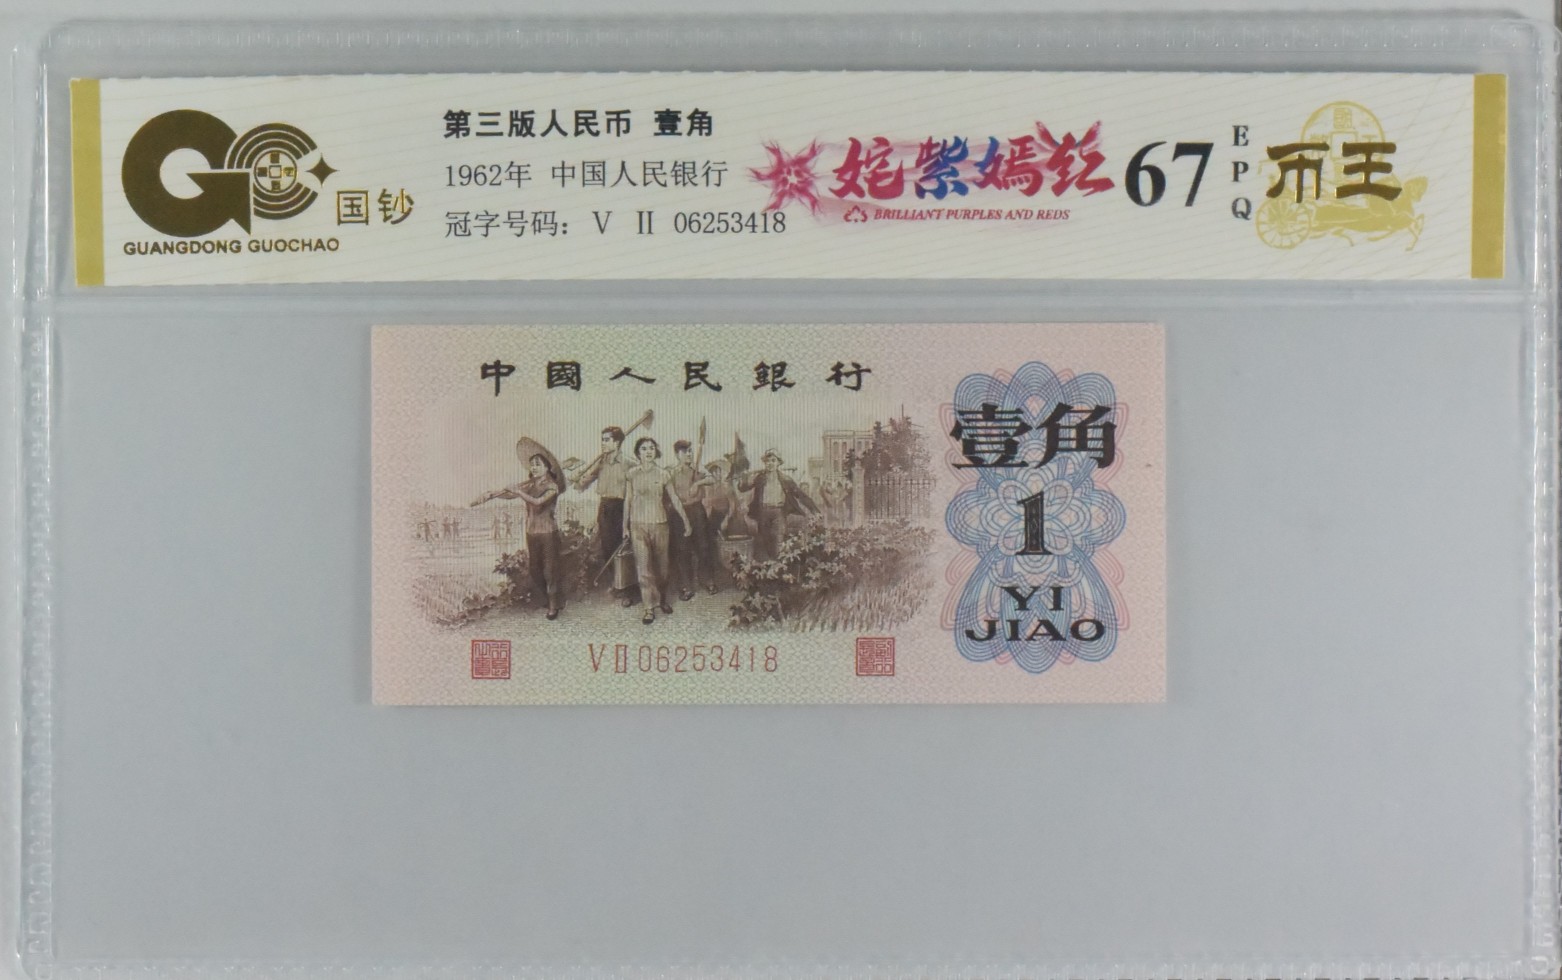 GUANGDONG GUOCHAO
国钞
第三版人民币 壹角
1962年 中国人民银行
冠字号码: V Ⅱ 06253418
姹紫嫣红
BRILLIANT PURPLES AND REDS
67
EPQ
币王
中國人民銀行
壹角
1
YI
JIAO
VⅡ06253418